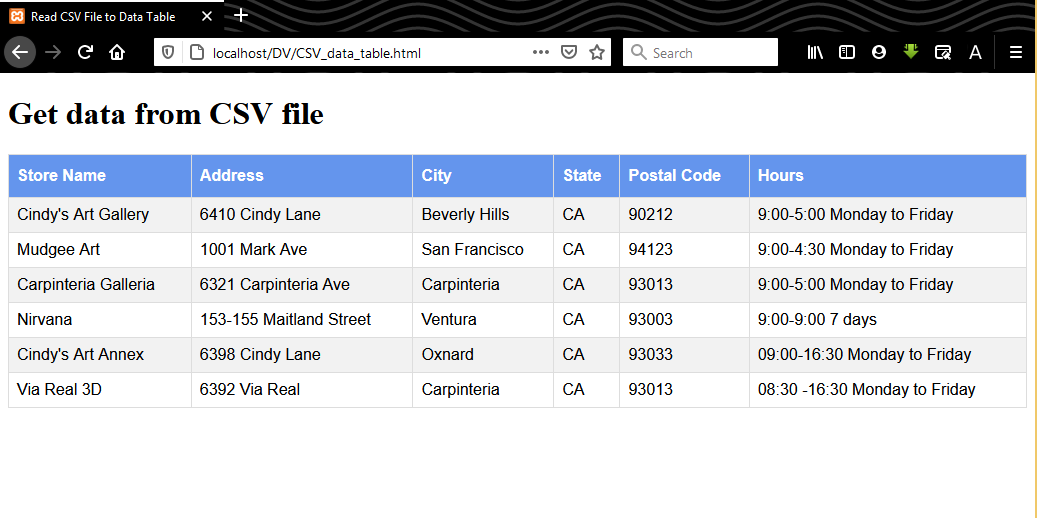 Read CSV File to Data Table
localhost/DV/CSV_data_table.html
Search
Get data from CSV file
Store Name Address City State Postal Code Hours
Cindy's Art Gallery 6410 Cindy Lane Beverly Hills CA 90212 9:00-5:00 Monday to Friday
Mudgee Art 1001 Mark Ave San Francisco CA 94123 9:00-4:30 Monday to Friday
Carpinteria Galleria 6321 Carpinteria Ave Carpinteria CA 93013 9:00-5:00 Monday to Friday
Nirvana 153-155 Maitland Street Ventura CA 93003 9:00-9:00 7 days
Cindy's Art Annex 6398 Cindy Lane Oxnard CA 93033 09:00-16:30 Monday to Friday
Via Real 3D 6392 Via Real Carpinteria CA 93013 08:30 -16:30 Monday to Friday